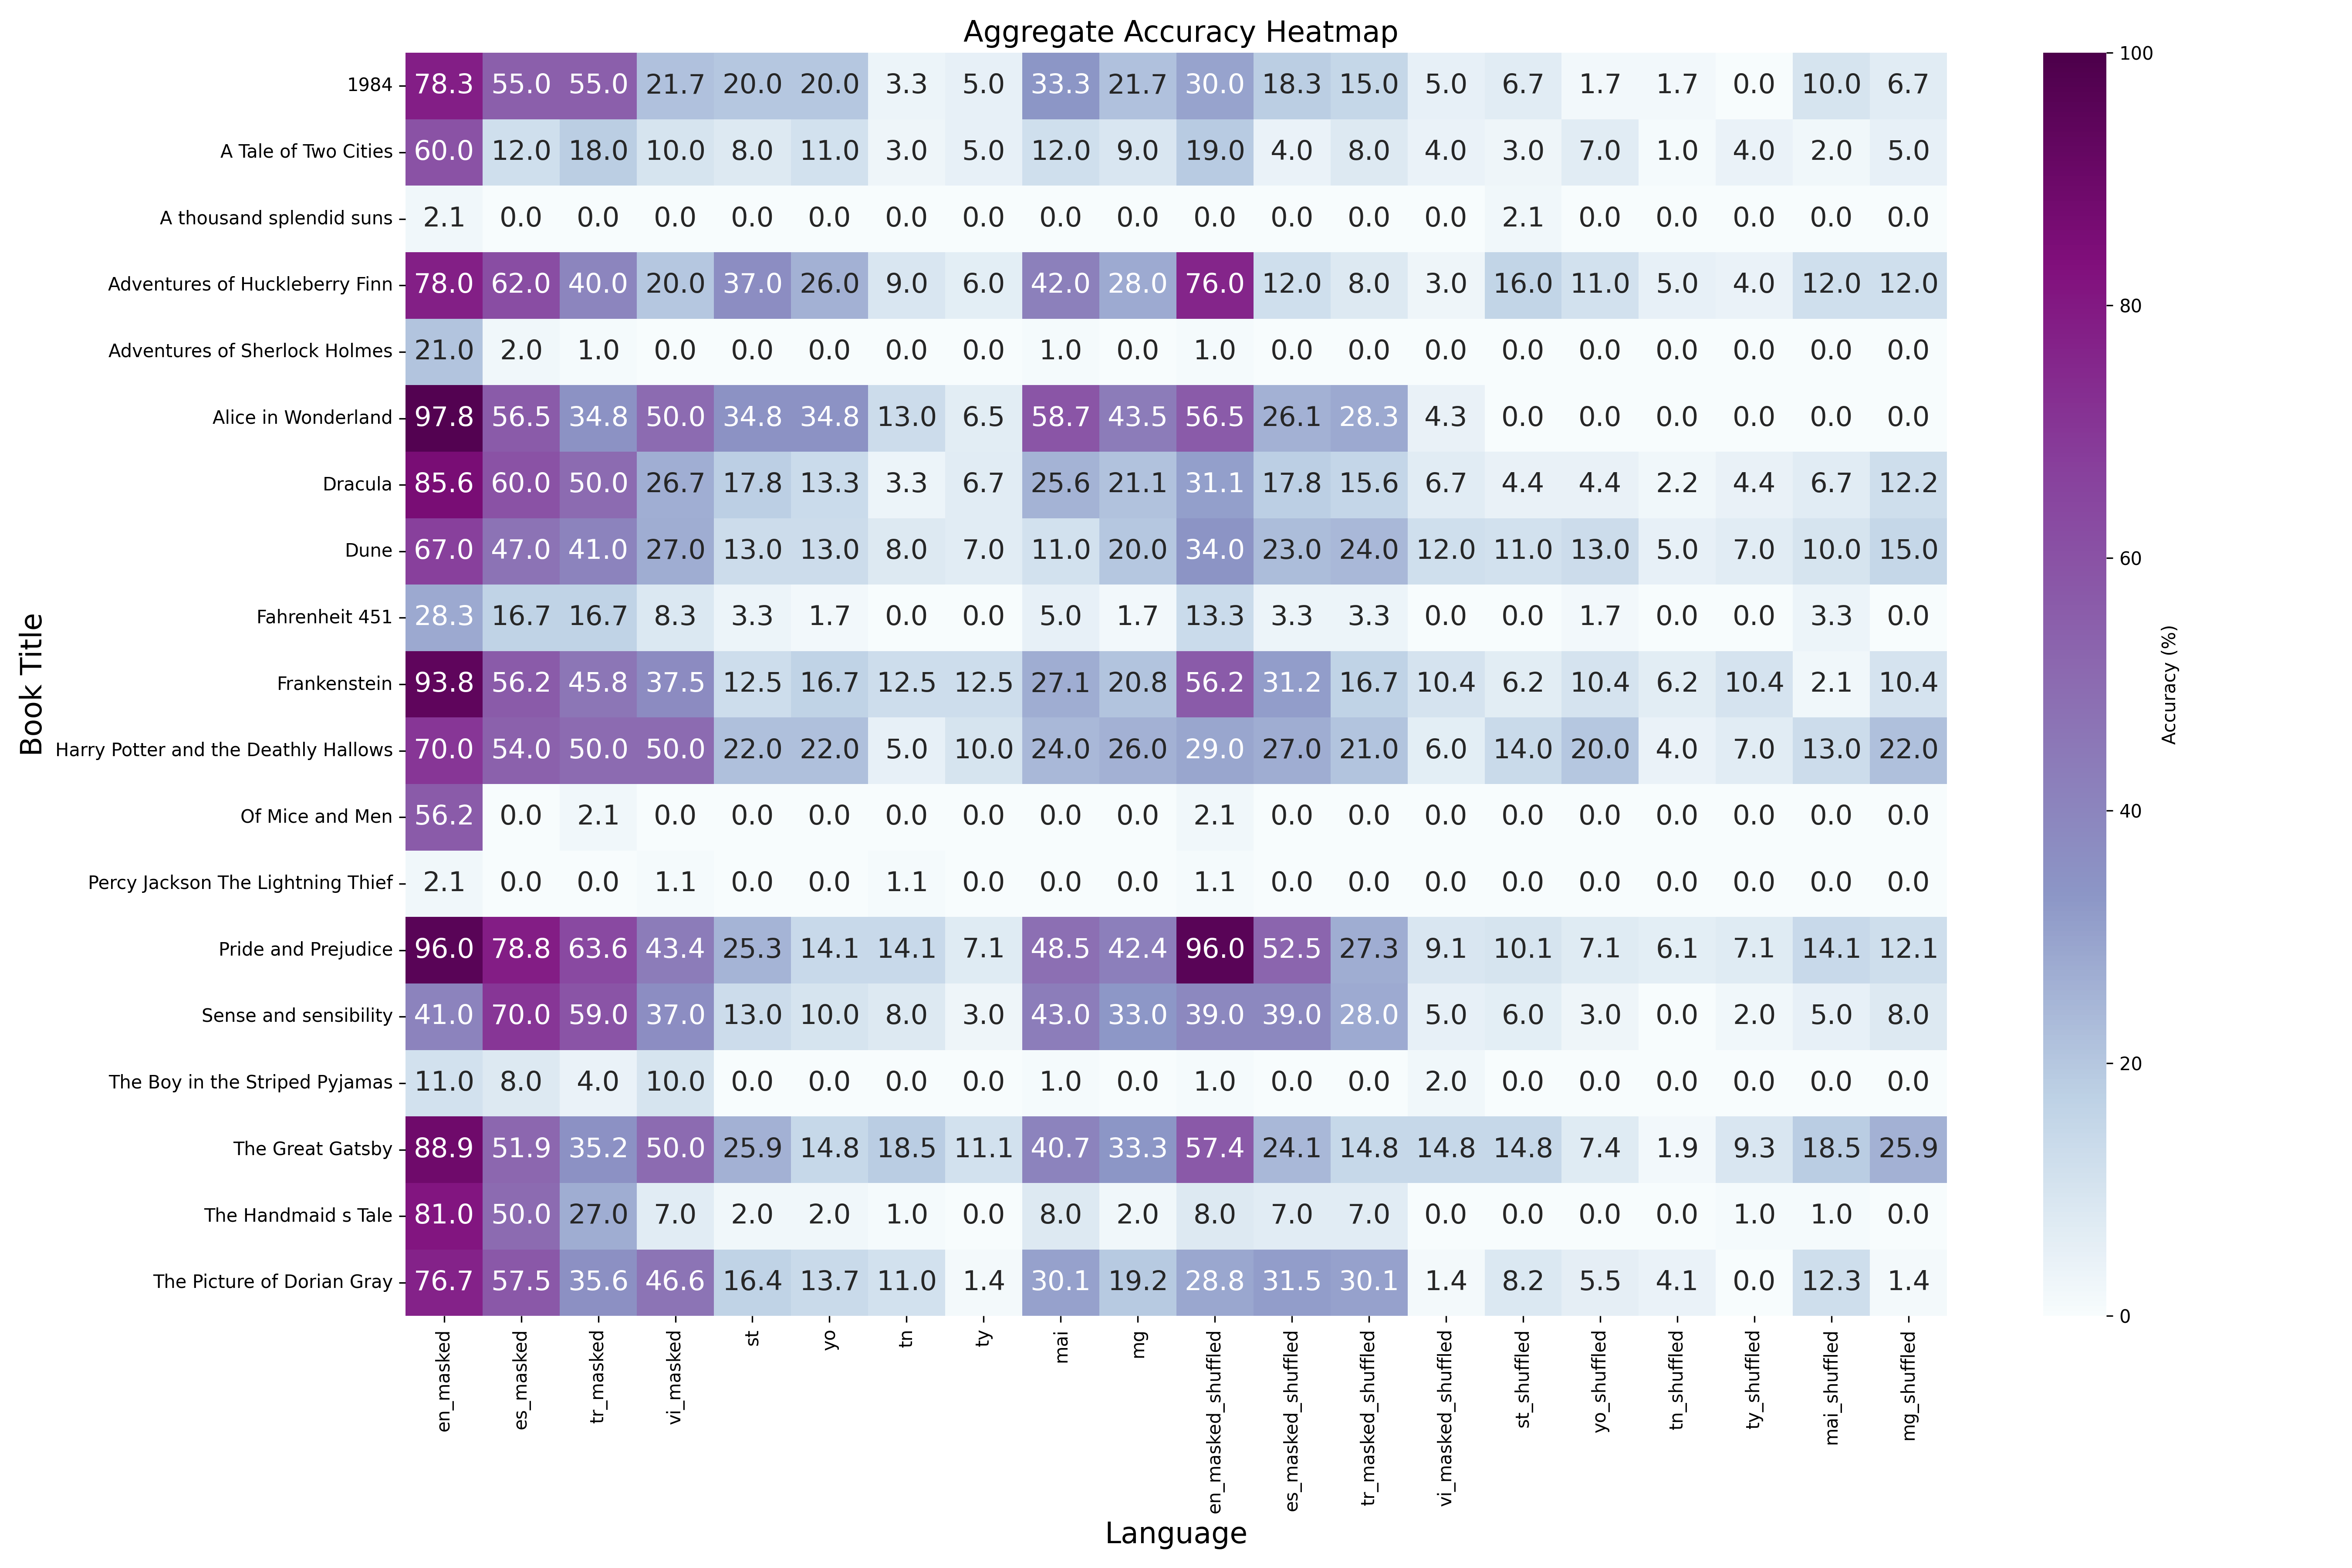 Aggregate Accuracy Heatmap
1984 78.3 55.0 55.0 21.7 20.0 20.0 3.3 5.0 33.3 21.7 30.0 18.3 15.0 5.0 6.7 1.7 1.7 0.0 10.0 6.7
A Tale of Two Cities 60.0 12.0 18.0 10.0 8.0 11.0 3.0 5.0 12.0 9.0 19.0 4.0 8.0 4.0 3.0 7.0 1.0 4.0 2.0 5.0
A thousand splendid suns 2.1 0.0 0.0 0.0 0.0 0.0 0.0 0.0 0.0 0.0 0.0 0.0 0.0 0.0 2.1 0.0 0.0 0.0 0.0 0.0
Adventures of Huckleberry Finn 78.0 62.0 40.0 20.0 37.0 26.0 9.0 6.0 42.0 28.0 76.0 12.0 8.0 3.0 16.0 11.0 5.0 4.0 12.0 12.0
Adventures of Sherlock Holmes 21.0 2.0 1.0 0.0 0.0 0.0 0.0 0.0 1.0 0.0 1.0 0.0 0.0 0.0 0.0 0.0 0.0 0.0 0.0 0.0
Alice in Wonderland 97.8 56.5 34.8 50.0 34.8 34.8 13.0 6.5 58.7 43.5 56.5 26.1 28.3 4.3 0.0 0.0 0.0 0.0 0.0 0.0
Dracula 85.6 60.0 50.0 26.7 17.8 13.3 3.3 6.7 25.6 21.1 31.1 17.8 15.6 6.7 4.4 4.4 2.2 4.4 6.7 12.2
Dune 67.0 47.0 41.0 27.0 13.0 13.0 8.0 7.0 11.0 20.0 34.0 23.0 24.0 12.0 11.0 13.0 5.0 7.0 10.0 15.0
Fahrenheit 451 28.3 16.7 16.7 8.3 3.3 1.7 0.0 0.0 5.0 1.7 13.3 3.3 3.3 0.0 0.0 1.7 0.0 0.0 3.3 0.0
Frankenstein 93.8 56.2 45.8 37.5 12.5 16.7 12.5 12.5 27.1 20.8 56.2 31.2 16.7 10.4 6.2 10.4 6.2 10.4 2.1 10.4
Harry Potter and the Deathly Hallows 70.0 54.0 50.0 50.0 22.0 22.0 5.0 10.0 24.0 26.0 29.0 27.0 21.0 6.0 14.0 20.0 4.0 7.0 13.0 22.0
Of Mice and Men 56.2 0.0 2.1 0.0 0.0 0.0 0.0 0.0 0.0 0.0 2.1 0.0 0.0 0.0 0.0 0.0 0.0 0.0 0.0 0.0
Percy Jackson The Lightning Thief 2.1 0.0 0.0 1.1 0.0 0.0 1.1 0.0 0.0 0.0 1.1 0.0 0.0 0.0 0.0 0.0 0.0 0.0 0.0 0.0
Pride and Prejudice 96.0 78.8 63.6 43.4 25.3 14.1 14.1 7.1 48.5 42.4 96.0 52.5 27.3 9.1 10.1 7.1 6.1 7.1 14.1 12.1
Sense and sensibility 41.0 70.0 59.0 37.0 13.0 10.0 8.0 3.0 43.0 33.0 39.0 39.0 28.0 5.0 6.0 3.0 0.0 2.0 5.0 8.0
The Boy in the Striped Pyjamas 11.0 8.0 4.0 10.0 0.0 0.0 0.0 0.0 1.0 0.0 1.0 0.0 0.0 2.0 0.0 0.0 0.0 0.0 0.0 0.0
The Great Gatsby 88.9 51.9 35.2 50.0 25.9 14.8 18.5 11.1 40.7 33.3 57.4 24.1 14.8 14.8 14.8 7.4 1.9 9.3 18.5 25.9
The Handmaid s Tale 81.0 50.0 27.0 7.0 2.0 2.0 1.0 0.0 8.0 2.0 8.0 7.0 7.0 0.0 0.0 0.0 0.0 1.0 1.0 0.0
The Picture of Dorian Gray 76.7 57.5 35.6 46.6 16.4 13.7 11.0 1.4 30.1 19.2 28.8 31.5 30.1 1.4 8.2 5.5 4.1 0.0 12.3 1.4
Book Title
en_masked
es_masked
tr_masked
vi_masked
st
yo
tn
ty
mai
mg
en_masked_shuffled
es_masked_shuffled
tr_masked_shuffled
vi_masked_shuffled
st_shuffled
yo_shuffled
tn_shuffled
ty_shuffled
mai_shuffled
mg_shuffled
Language
100
80
60
40
20
0
Accuracy (%)